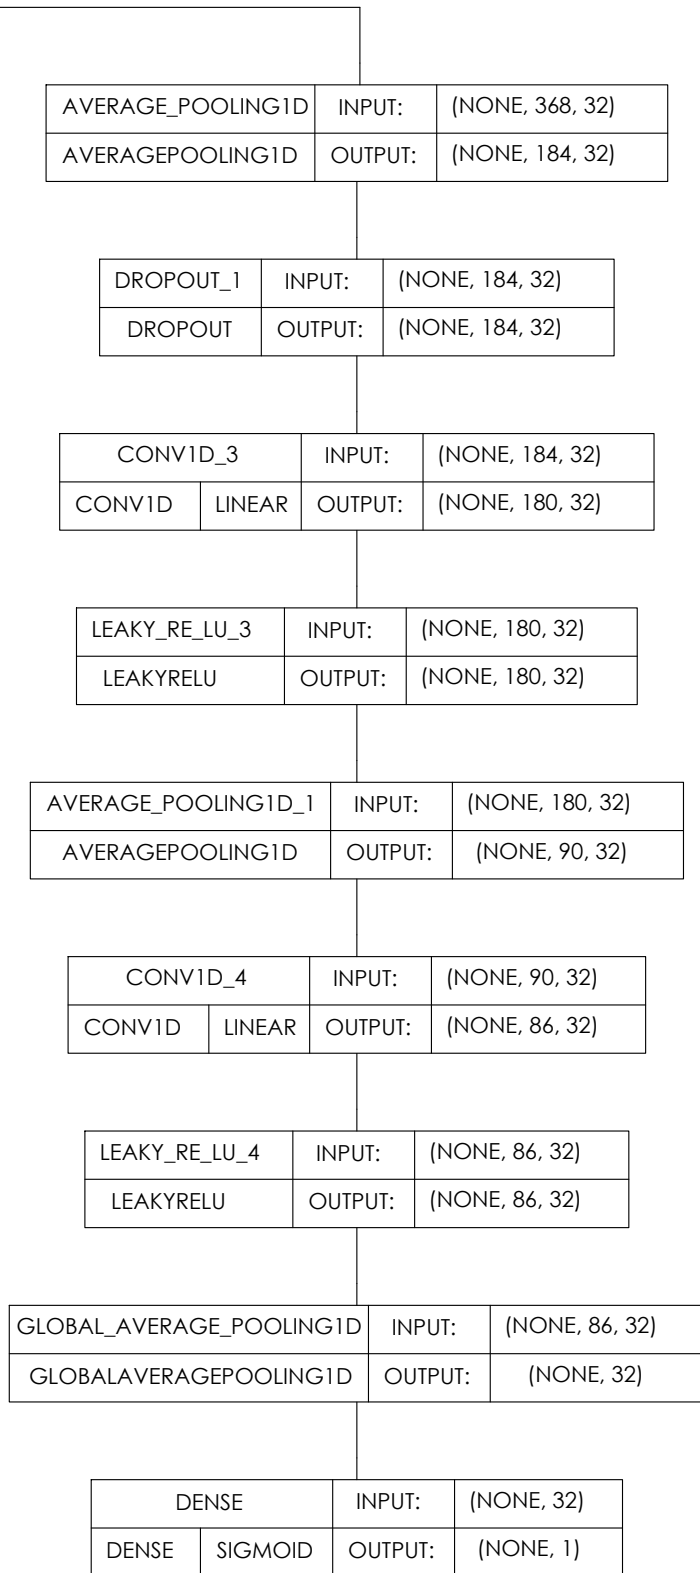 AVERAGE_POOLING1D INPUT: (NONE, 368, 32)
AVERAGEPOOLING1D OUTPUT: (NONE, 184, 32)
DROPOUT_1 INPUT: (NONE, 184, 32)
DROPOUT OUTPUT: (NONE, 184, 32)
CONV1D_3 INPUT: (NONE, 184, 32)
CONV1D LINEAR OUTPUT: (NONE, 180, 32)
LEAKY_RE_LU_3 INPUT: (NONE, 180, 32)
LEAKYRELU OUTPUT: (NONE, 180, 32)
AVERAGE_POOLING1D_1 INPUT: (NONE, 180, 32)
AVERAGEPOOLING1D OUTPUT: (NONE, 90, 32)
CONV1D_4 INPUT: (NONE, 90, 32)
CONV1D LINEAR OUTPUT: (NONE, 86, 32)
LEAKY_RE_LU_4 INPUT: (NONE, 86, 32)
LEAKYRELU OUTPUT: (NONE, 86, 32)
GLOBAL_AVERAGE_POOLING1D INPUT: (NONE, 86, 32)
GLOBALAVERAGEPOOLING1D OUTPUT: (NONE, 32)
DENSE INPUT: (NONE, 32)
DENSE SIGMOID OUTPUT: (NONE, 1)